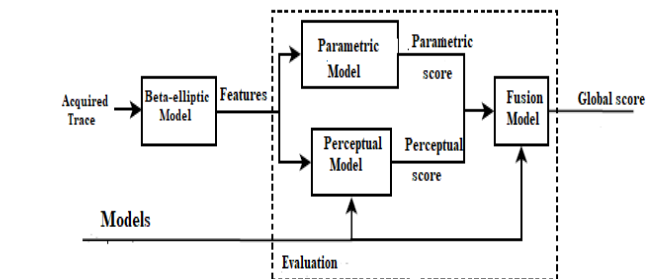 Acquired
Trace
Beta-elliptic
Model
Features
Parametric
Model
Parametric
score
Perceptual
Model
Perceptual
score
Fusion
Model
Global score
Models
Evaluation